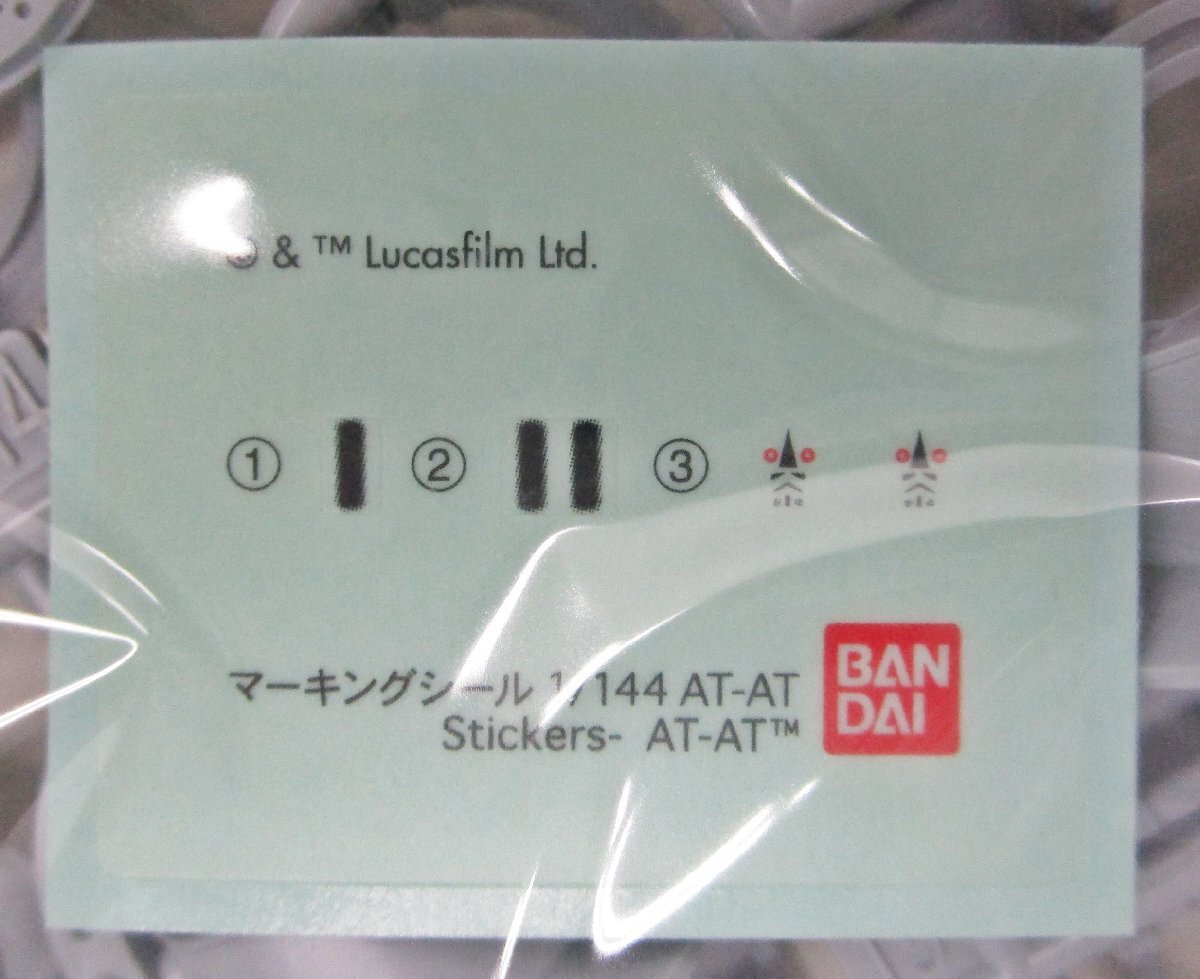 © & ™ Lucasfilm Ltd.
① ② ③
マーキングシール 1/144 AT-AT
Stickers- AT-AT™
BAN
DAI